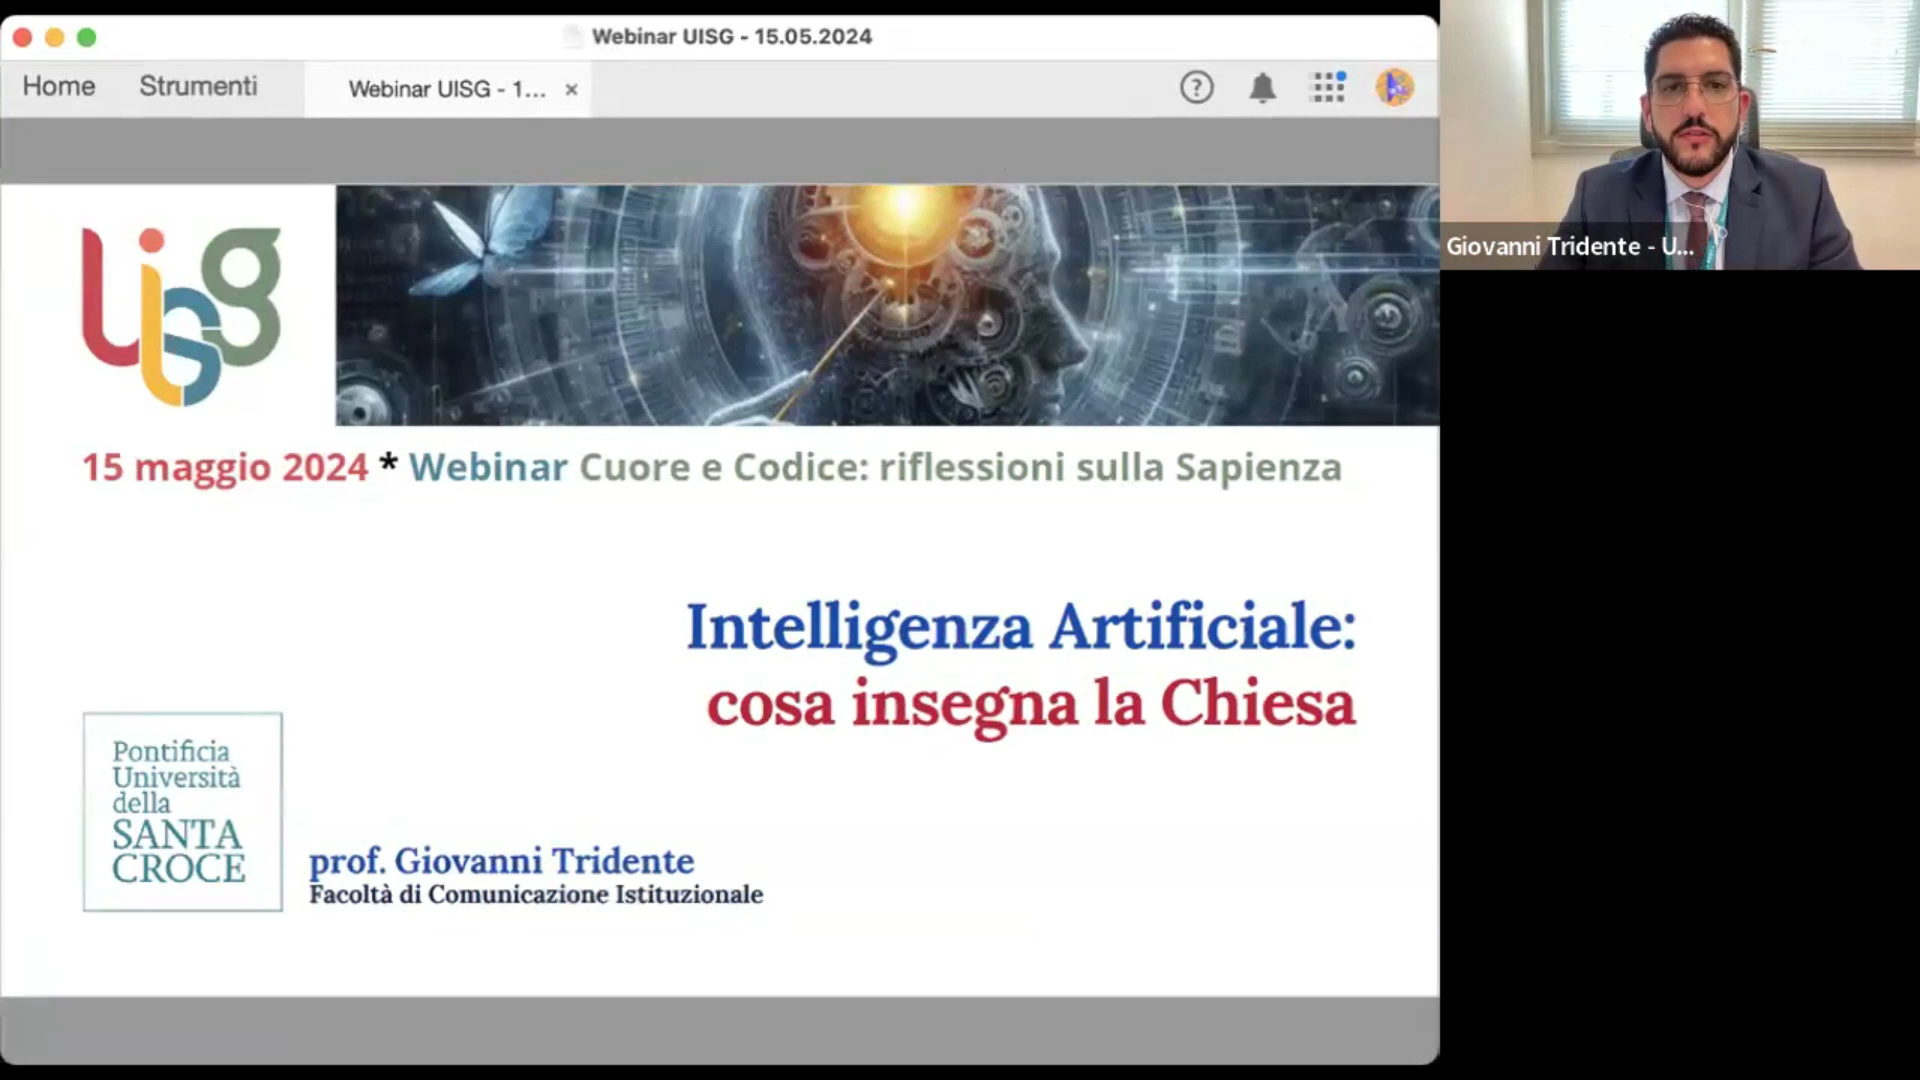 Webinar UISG - 15.05.2024
Home Strumenti Webinar UISG - 1... ×
?
Giovanni Tridente - U...
uisg
15 maggio 2024 * Webinar Cuore e Codice: riflessioni sulla Sapienza
Intelligenza Artificiale:
cosa insegna la Chiesa
Pontificia
Università
della
SANTA
CROCE
prof. Giovanni Tridente
Facoltà di Comunicazione Istituzionale